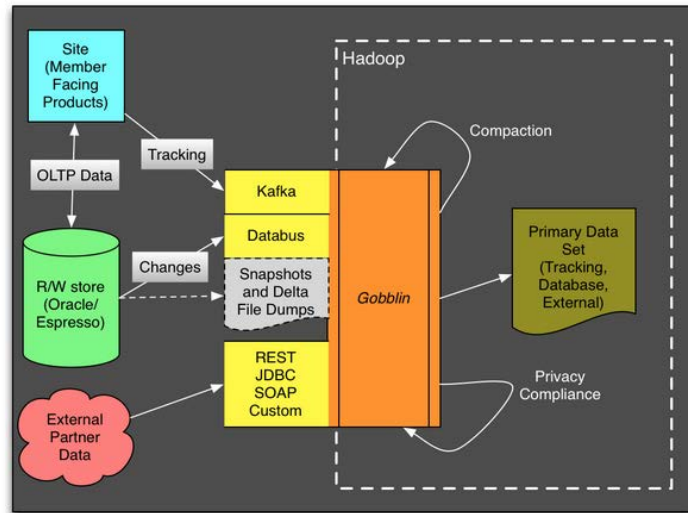 Site
(Member
Facing
Products)
Hadoop
Compaction
Tracking
OLTP Data
Kafka
Databus
Changes
R/W store
(Oracle/
Espresso)
Snapshots
and Delta
File Dumps
Gobblin
Primary Data
Set
(Tracking,
Database,
External)
REST
JDBC
SOAP
Custom
Privacy
Compliance
External
Partner
Data